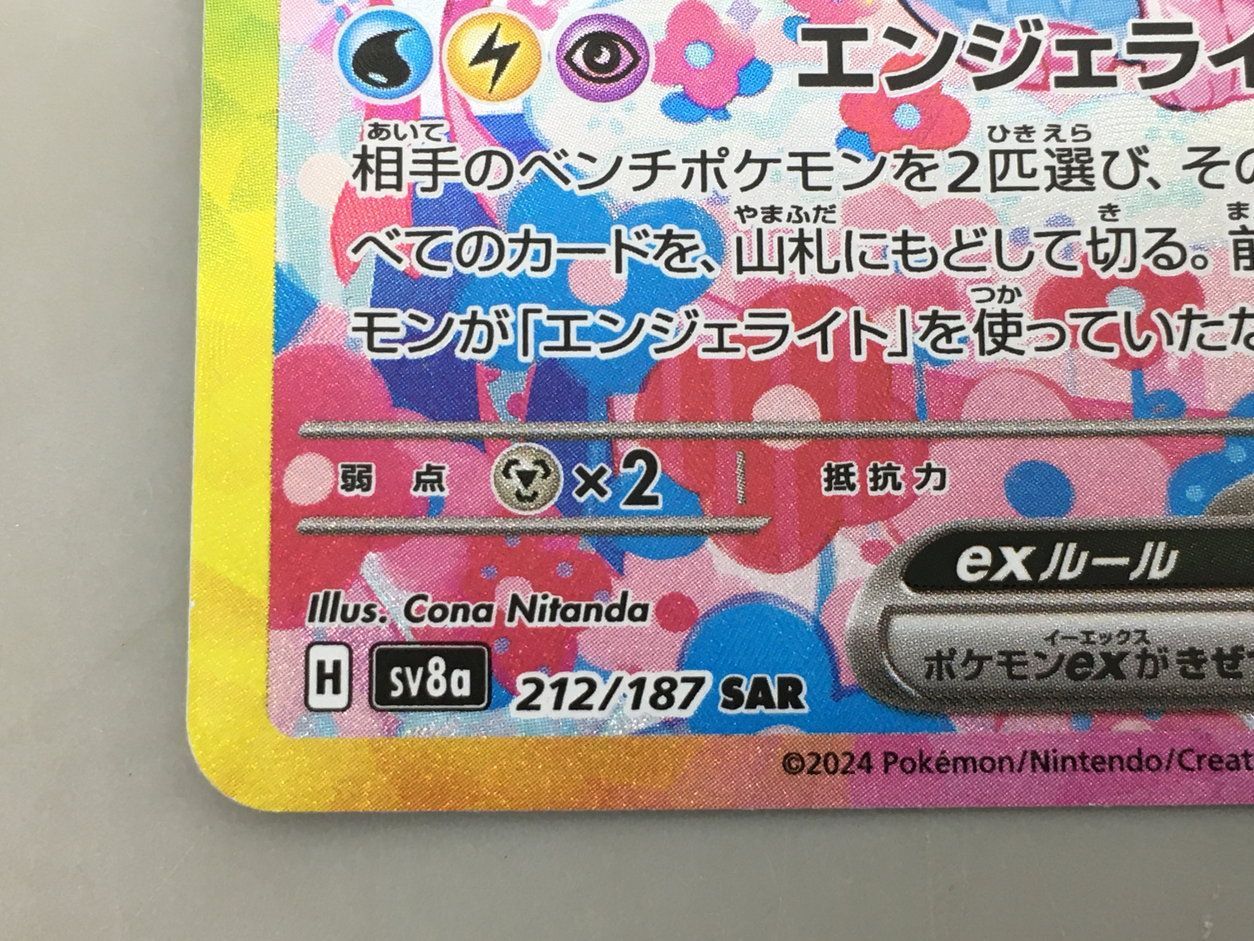 エンジェライ
あいて ひきえら
相手のベンチポケモンを2匹選び、その
やまふだ き ま
べてのカードを、山札にもどして切る。前
つか
モンが「エンジェライト」を使っていたな
弱点 ×2 抵抗力
exルール
Illus. Cona Nitanda
イーエックス
ポケモンexがきぜ
H sv8a 212/187 SAR
©2024 Pokémon/Nintendo/Creat